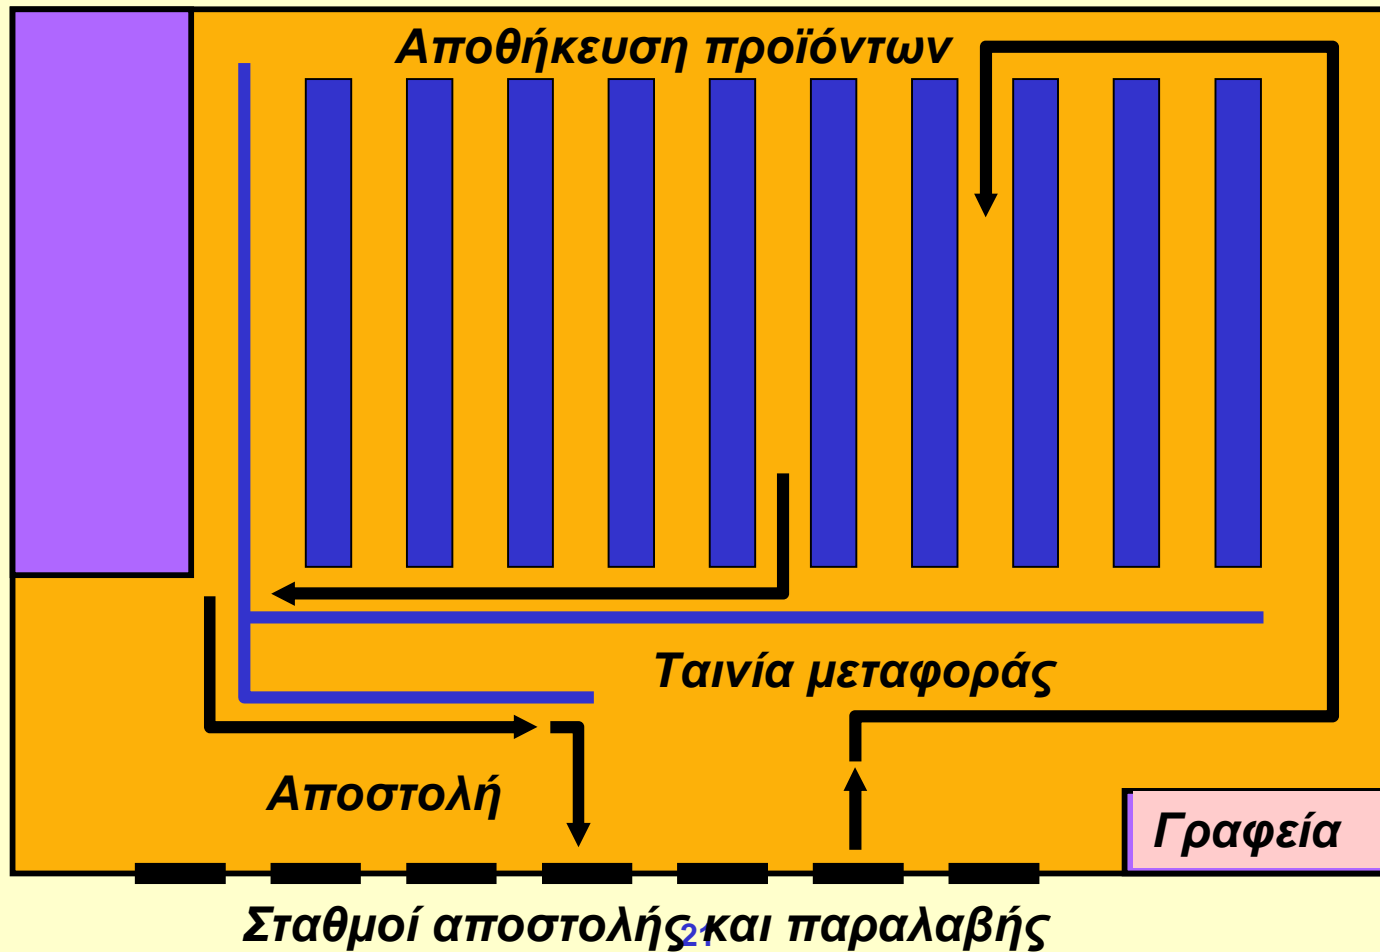 Αποθήκευση προϊόντων
Ταινία μεταφοράς
Αποστολή
Γραφεία
Σταθμοί αποστολής και παραλαβής
21